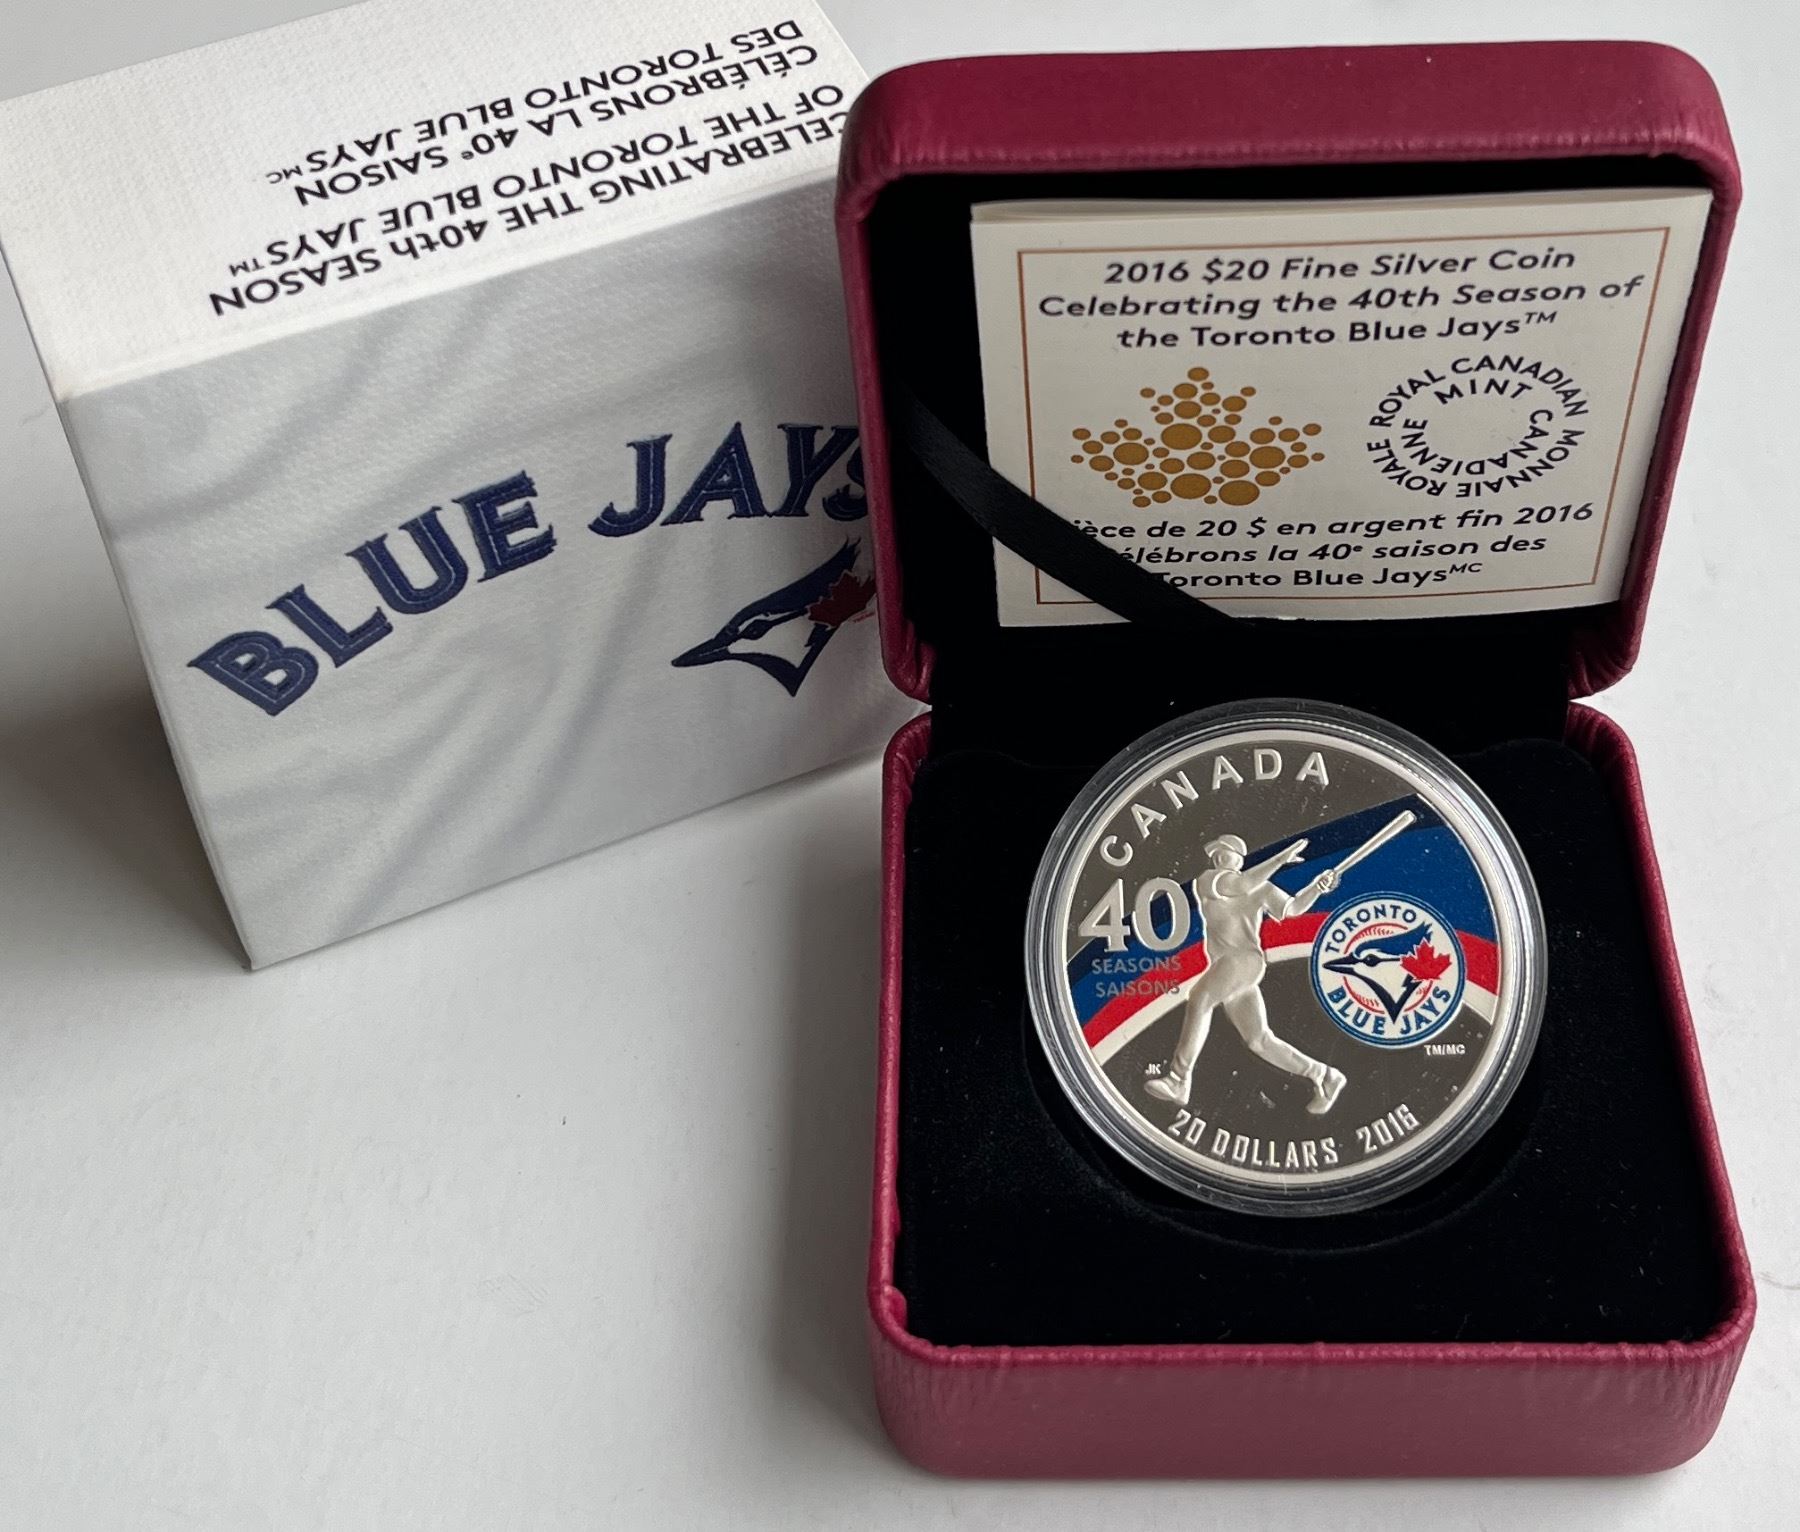 CELEBRATING THE 40th SEASON
OF THE TORONTO BLUE JAYS™
CÉLÉBRONS LA 40ᵉ SAISON
DES TORONTO BLUE JAYSᴹᶜ
BLUE JAYS
2016 $20 Fine Silver Coin
Celebrating the 40th Season of
the Toronto Blue Jays™
ROYAL CANADIAN MINT
MONNAIE ROYALE CANADIENNE
ièce de 20 $ en argent fin 2016
élébrons la 40ᵉ saison des
Toronto Blue Jaysᴹᶜ
CANADA
40
SEASONS
SAISONS
TORONTO
BLUE JAYS
TM/MC
JK
20 DOLLARS 2016